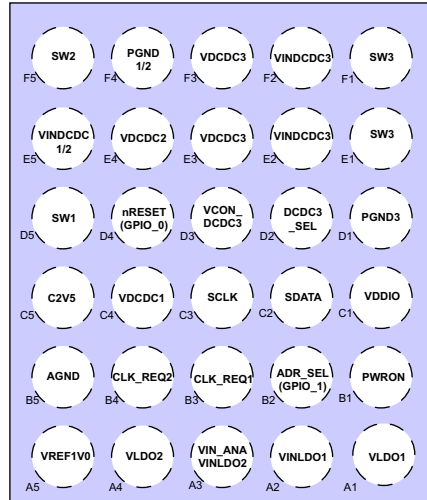 SW2
PGND
1/2
VDCDC3
VINDCDC3
SW3
F5
F4
F3
F2
F1
VINDCDC
1/2
VDCDC2
VDCDC3
VINDCDC3
SW3
E5
E4
E3
E2
E1
SW1
nRESET
(GPIO_0)
VCON_
DCDC3
DCDC3
_SEL
PGND3
D5
D4
D3
D2
D1
C2V5
VDCDC1
SCLK
SDATA
VDDIO
C5
C4
C3
C2
C1
AGND
CLK_REQ2
CLK_REQ1
ADR_SEL
(GPIO_1)
PWRON
B5
B4
B3
B2
B1
VREF1V0
VLDO2
VIN_ANA
VINLDO2
VINLDO1
VLDO1
A5
A4
A3
A2
A1